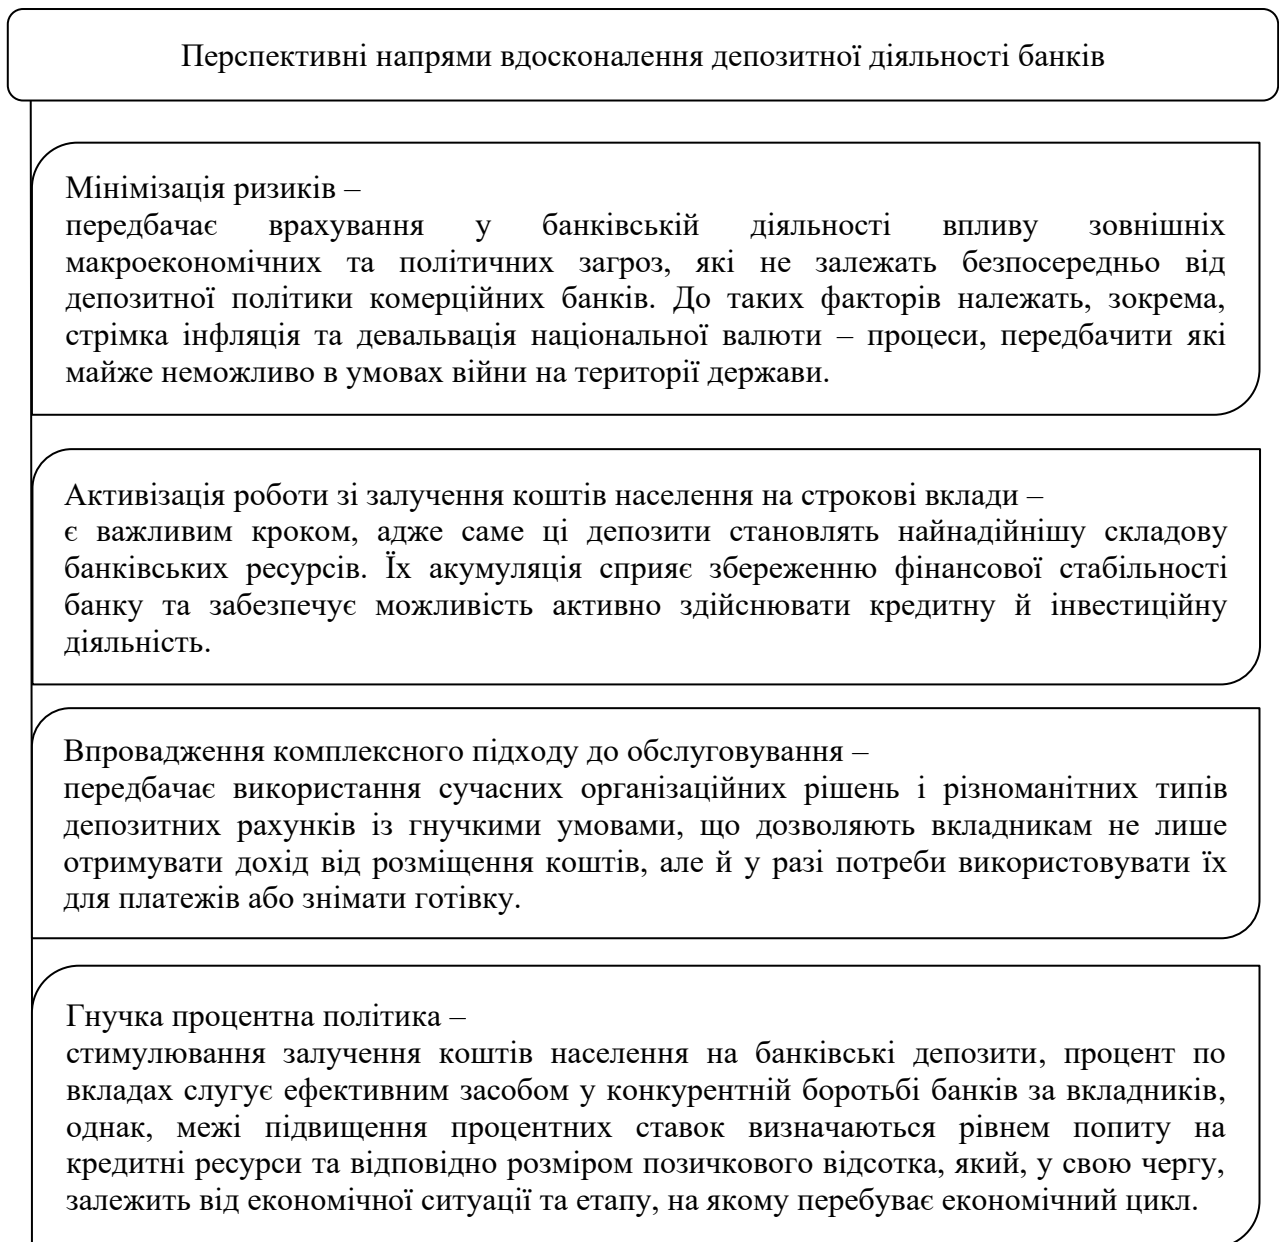 Перспективні напрями вдосконалення депозитної діяльності банків
Мінімізація ризиків –
передбачає врахування у банківській діяльності впливу зовнішніх
макроекономічних та політичних загроз, які не залежать безпосередньо від
депозитної політики комерційних банків. До таких факторів належать, зокрема,
стрімка інфляція та девальвація національної валюти – процеси, передбачити які
майже неможливо в умовах війни на території держави.
Активізація роботи зі залучення коштів населення на строкові вклади –
є важливим кроком, адже саме ці депозити становлять найнадійнішу складову
банківських ресурсів. Їх акумуляція сприяє збереженню фінансової стабільності
банку та забезпечує можливість активно здійснювати кредитну й інвестиційну
діяльність.
Впровадження комплексного підходу до обслуговування –
передбачає використання сучасних організаційних рішень і різноманітних типів
депозитних рахунків із гнучкими умовами, що дозволяють вкладникам не лише
отримувати дохід від розміщення коштів, але й у разі потреби використовувати їх
для платежів або знімати готівку.
Гнучка процентна політика –
стимулювання залучення коштів населення на банківські депозити, процент по
вкладах слугує ефективним засобом у конкурентній боротьбі банків за вкладників,
однак, межі підвищення процентних ставок визначаються рівнем попиту на
кредитні ресурси та відповідно розміром позичкового відсотка, який, у свою чергу,
залежить від економічної ситуації та етапу, на якому перебуває економічний цикл.